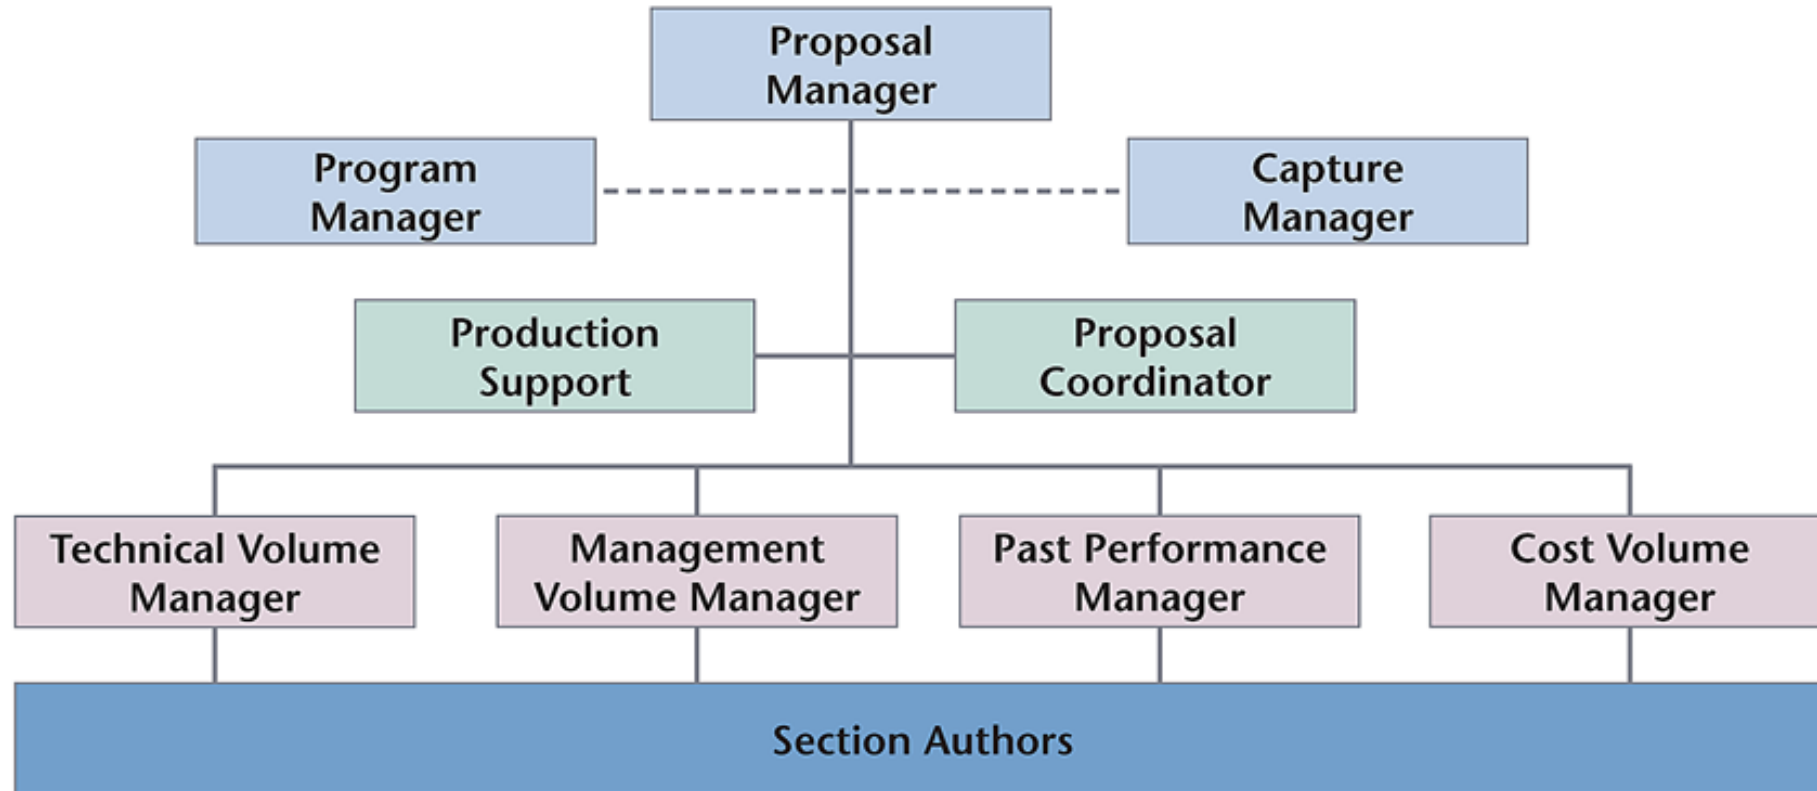 Proposal
Manager
Program
Manager
Capture
Manager
Production
Support
Proposal
Coordinator
Technical Volume
Manager
Management
Volume Manager
Past Performance
Manager
Cost Volume
Manager
Section Authors